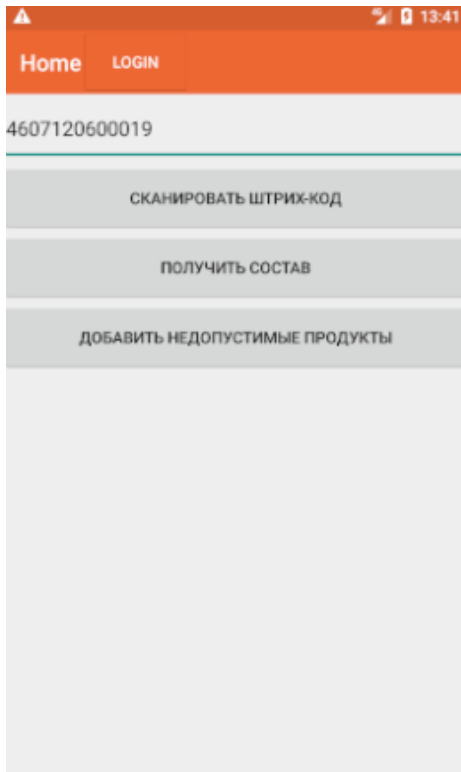 13:41
Home LOGIN
4607120600019
СКАНИРОВАТЬ ШТРИХ-КОД
ПОЛУЧИТЬ СОСТАВ
ДОБАВИТЬ НЕДОПУСТИМЫЕ ПРОДУКТЫ